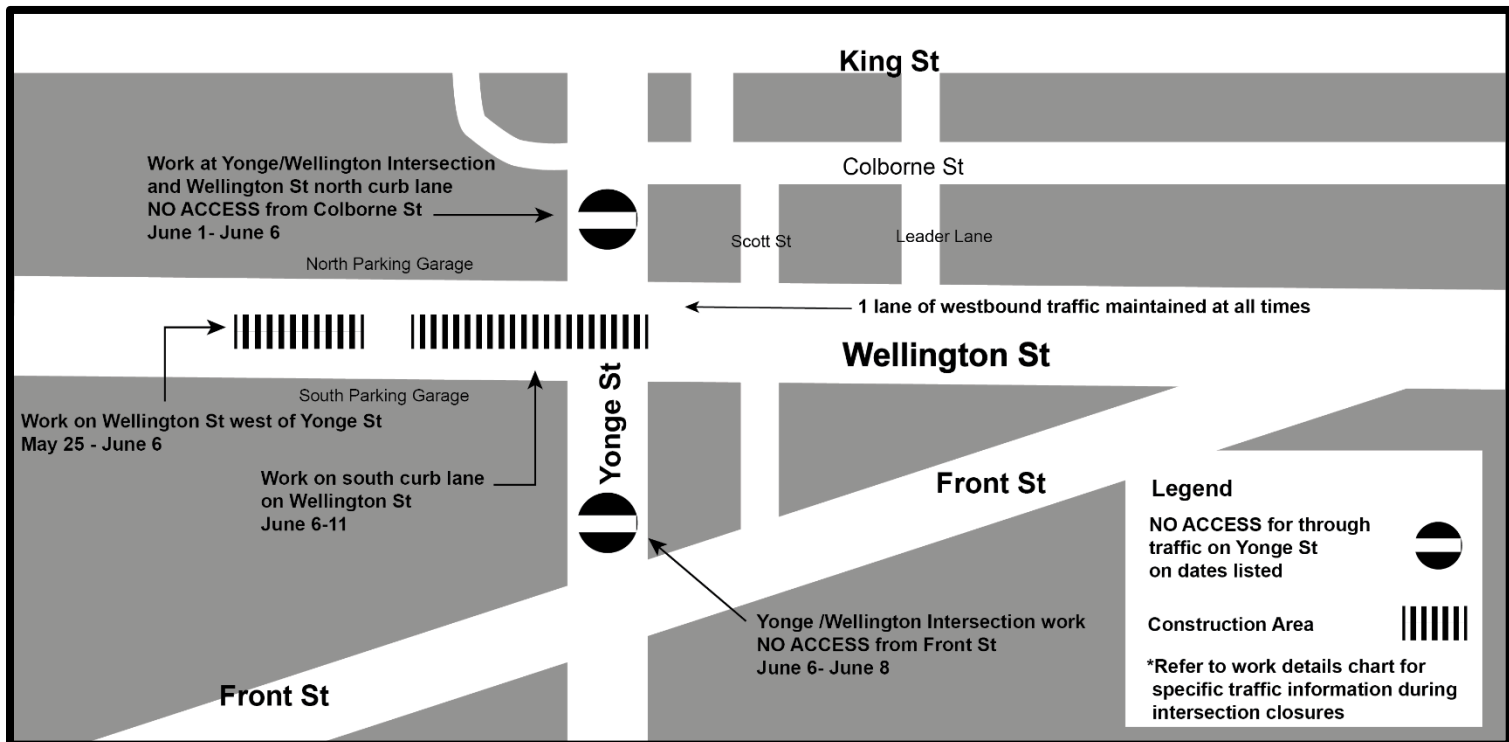 King St
Work at Yonge/Wellington Intersection
and Wellington St north curb lane
NO ACCESS from Colborne St
June 1- June 6
Colborne St
Scott St
Leader Lane
North Parking Garage
1 lane of westbound traffic maintained at all times
Wellington St
South Parking Garage
Yonge St
Work on Wellington St west of Yonge St
May 25 - June 6
Work on south curb lane
on Wellington St
June 6-11
Front St
Yonge /Wellington Intersection work
NO ACCESS from Front St
June 6- June 8
Front St
Legend
NO ACCESS for through
traffic on Yonge St
on dates listed
Construction Area
*Refer to work details chart for
specific traffic information during
intersection closures